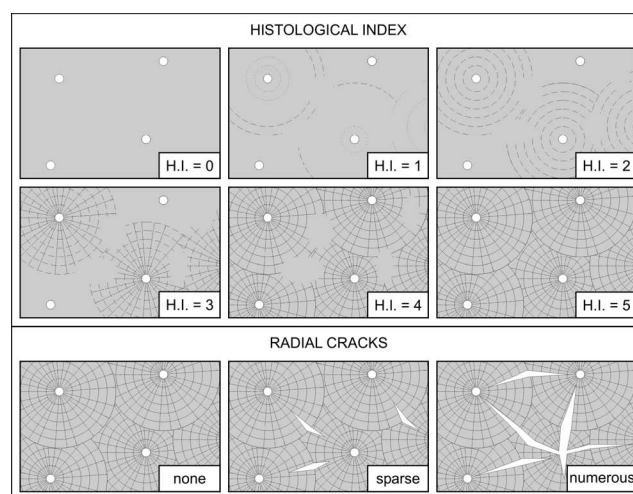 HISTOLOGICAL INDEX
H.I. = 0
H.I. = 1
H.I. = 2
H.I. = 3
H.I. = 4
H.I. = 5
RADIAL CRACKS
none
sparse
numerous